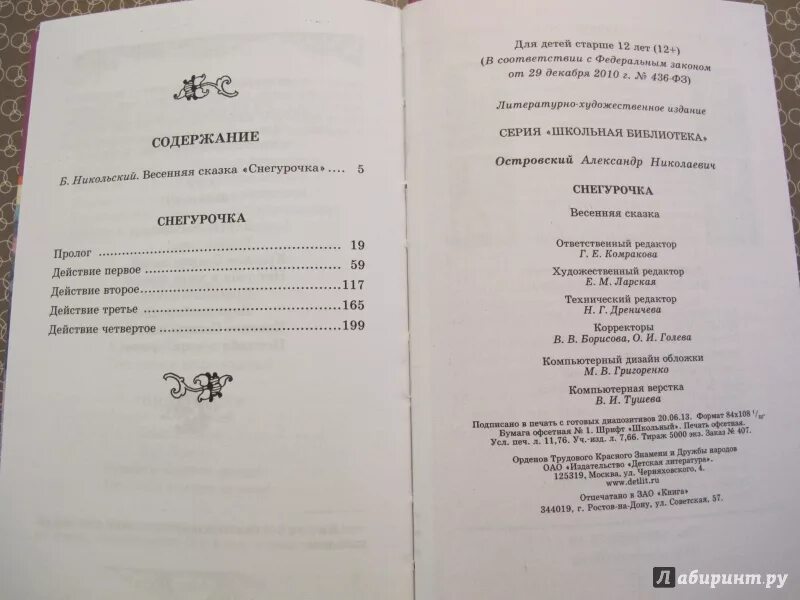 СОДЕРЖАНИЕ
Б. Никольский. Весенняя сказка «Снегурочка» .... 5
СНЕГУРОЧКА
Пролог ................................................ 19
Действие первое ................................... 59
Действие второе................................... 117
Действие третье ................................... 165
Действие четвертое ................................ 199
Для детей старше 12 лет (12+)
(В соответствии с Федеральным законом
от 29 декабря 2010 г. № 436-ФЗ)
Литературно-художественное издание
СЕРИЯ «ШКОЛЬНАЯ БИБЛИОТЕКА»
Островский Александр Николаевич
СНЕГУРОЧКА
Весенняя сказка
Ответственный редактор
Г. Е. Комракова
Художественный редактор
Е. М. Ларская
Технический редактор
Н. Г. Дреничева
Корректоры
В. В. Борисова, О. И. Голева
Компьютерный дизайн обложки
М. В. Григоренко
Компьютерная верстка
В. И. Тушева
Подписано в печать с готовых диапозитивов 20.06.13. Формат 84х108 1/32.
Бумага офсетная № 1. Шрифт «Школьный». Печать офсетная.
Усл. печ. л. 11,76. Уч.-изд. л. 7,66. Тираж 5000 экз. Заказ № 407.
Орденов Трудового Красного Знамени и Дружбы народов
ОАО «Издательство «Детская литература».
125319, Москва, ул. Черняховского, 4.
www.detlit.ru
Отпечатано в ЗАО «Книга»
344019, г. Ростов-на-Дону, ул. Советская, 57.
Лабиринт.ру